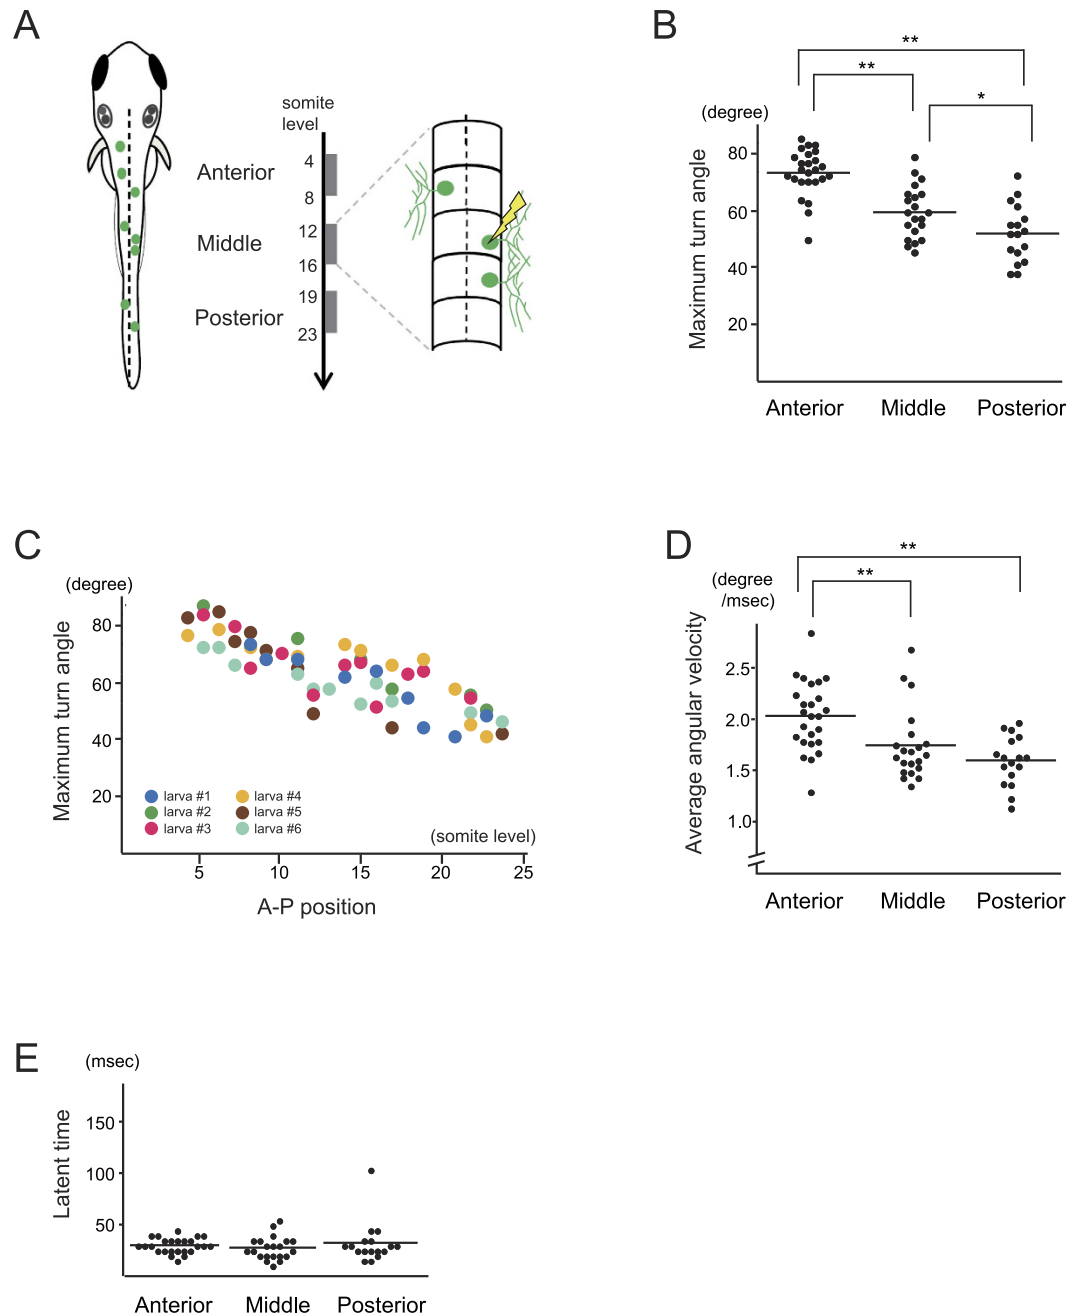 A
somite
level
Anterior
4
8
Middle
12
16
Posterior
19
23
B
**
**
*
(degree)
Maximum turn angle
80
60
40
20
Anterior Middle Posterior
C
(degree)
Maximum turn angle
80
60
40
20
larva #1 larva #4
larva #2 larva #5
larva #3 larva #6
(somite level)
5 10 15 20 25
A-P position
D
**
**
(degree
/msec)
Average angular velocity
2.5
2.0
1.5
1.0
Anterior Middle Posterior
E
(msec)
Latent time
150
100
50
Anterior Middle Posterior